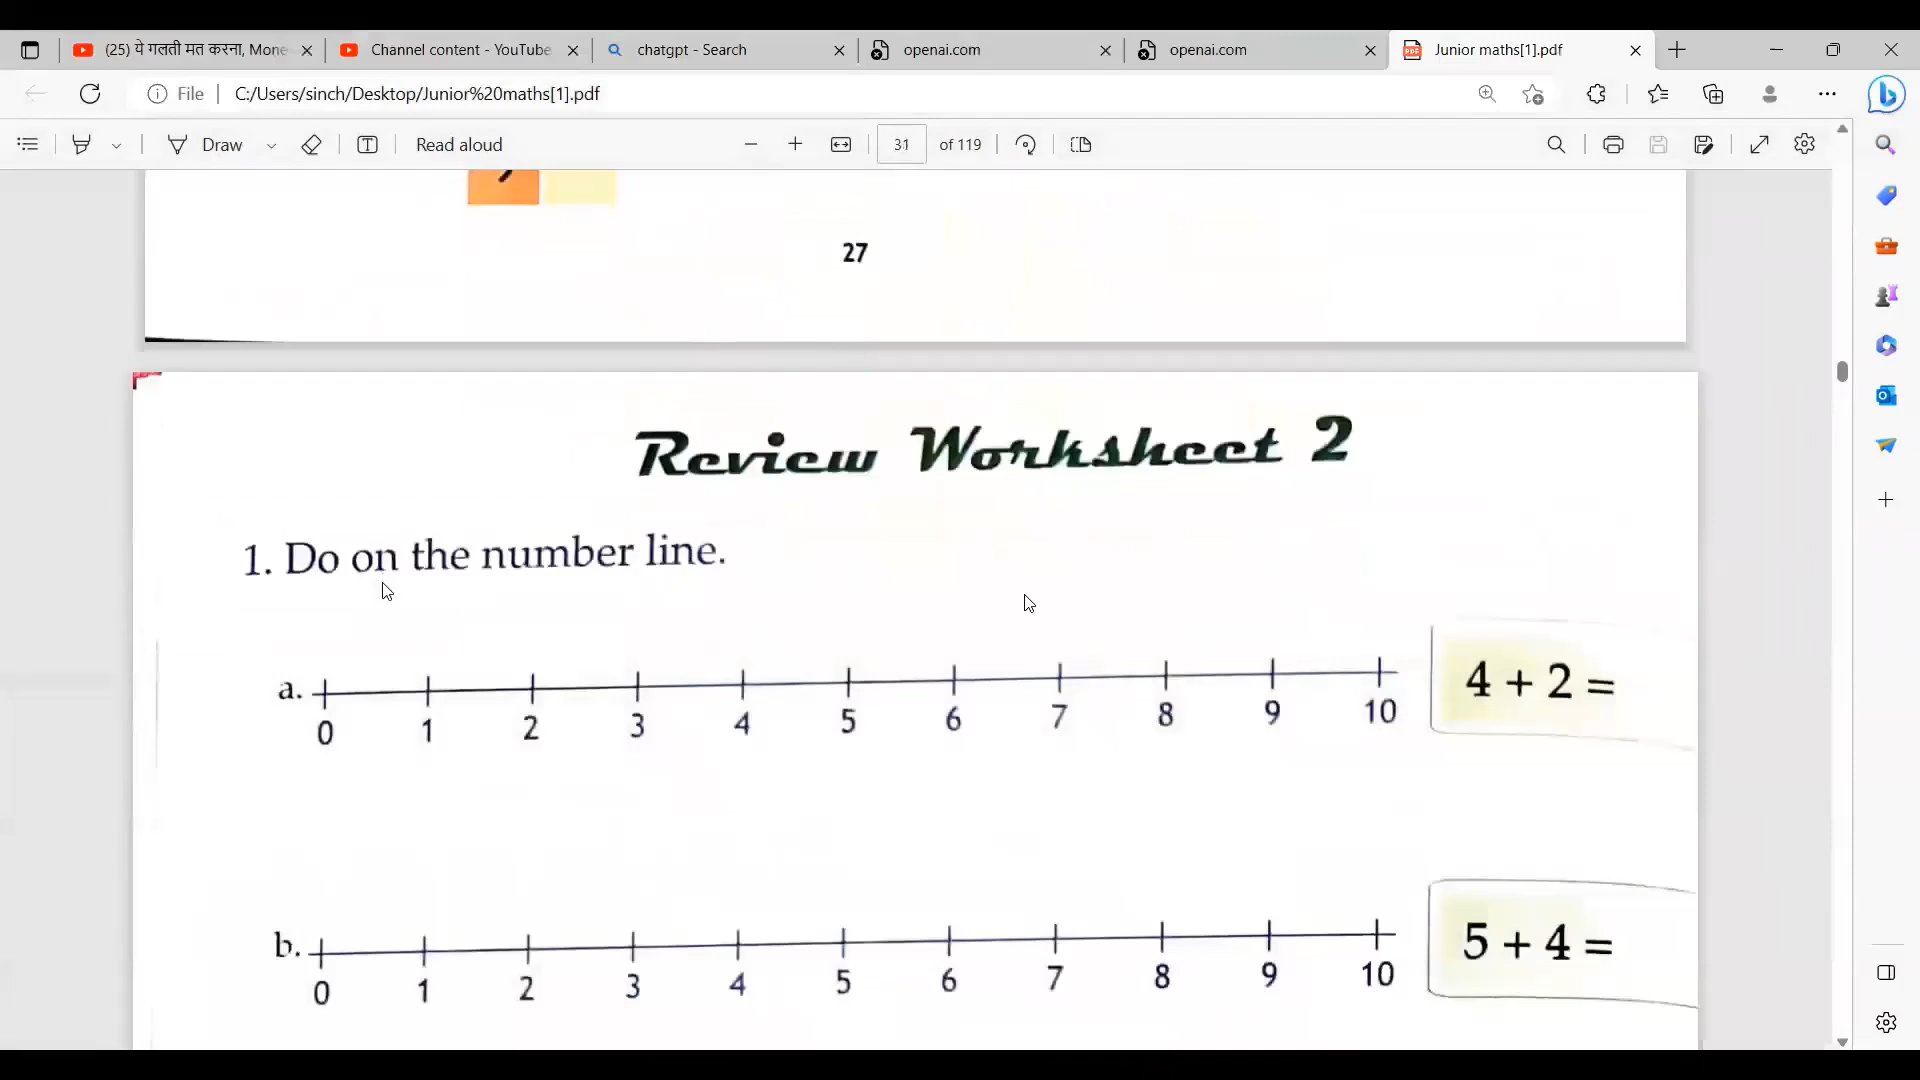 (25) ये गलती मत करना, Mone
Channel content - YouTube
chatgpt - Search
openai.com
openai.com
Junior maths[1].pdf
File
C:/Users/sinch/Desktop/Junior%20maths[1].pdf
Draw
Read aloud
31
of 119
27
Review Worksheet 2
1. Do on the number line.
a.
0 1 2 3 4 5 6 7 8 9 10
4 + 2 =
b.
0 1 2 3 4 5 6 7 8 9 10
5 + 4 =